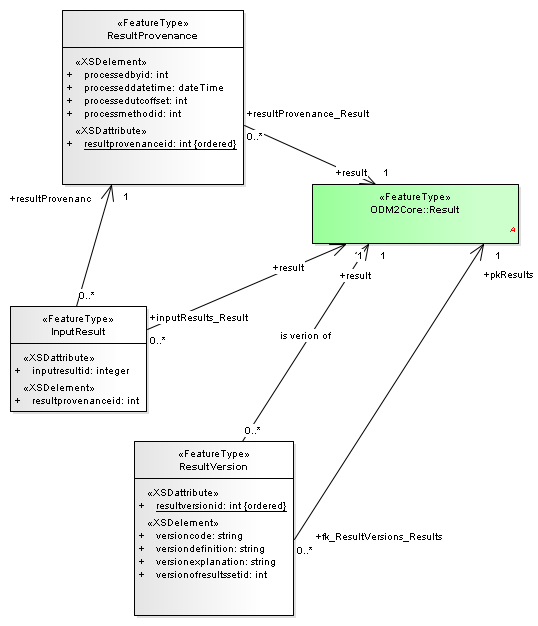 «FeatureType»
ResultProvenance
«XSDelement»
+ processedbyid: int
+ processeddatetime: dateTime
+ processedutcoffset: int
+ processmethodid: int
«XSDattribute»
+ resultprovenanceid: int {ordered}
+resultProvenance_Result
0..*
+result
1
«FeatureType»
ODM2Core::Result
A
+resultProvenanc
1
0..*
«FeatureType»
InputResult
«XSDattribute»
+ inputresultid: integer
«XSDelement»
+ resultprovenanceid: int
+inputResults_Result
0..*
+result
1
1
+result
is verion of
0..*
1
+pkResults
«FeatureType»
ResultVersion
«XSDattribute»
+ resultversionid: int {ordered}
«XSDelement»
+ versioncode: string
+ versiondefinition: string
+ versionexplanation: string
+ versionofresultssetid: int
+fk_ResultVersions_Results
0..*